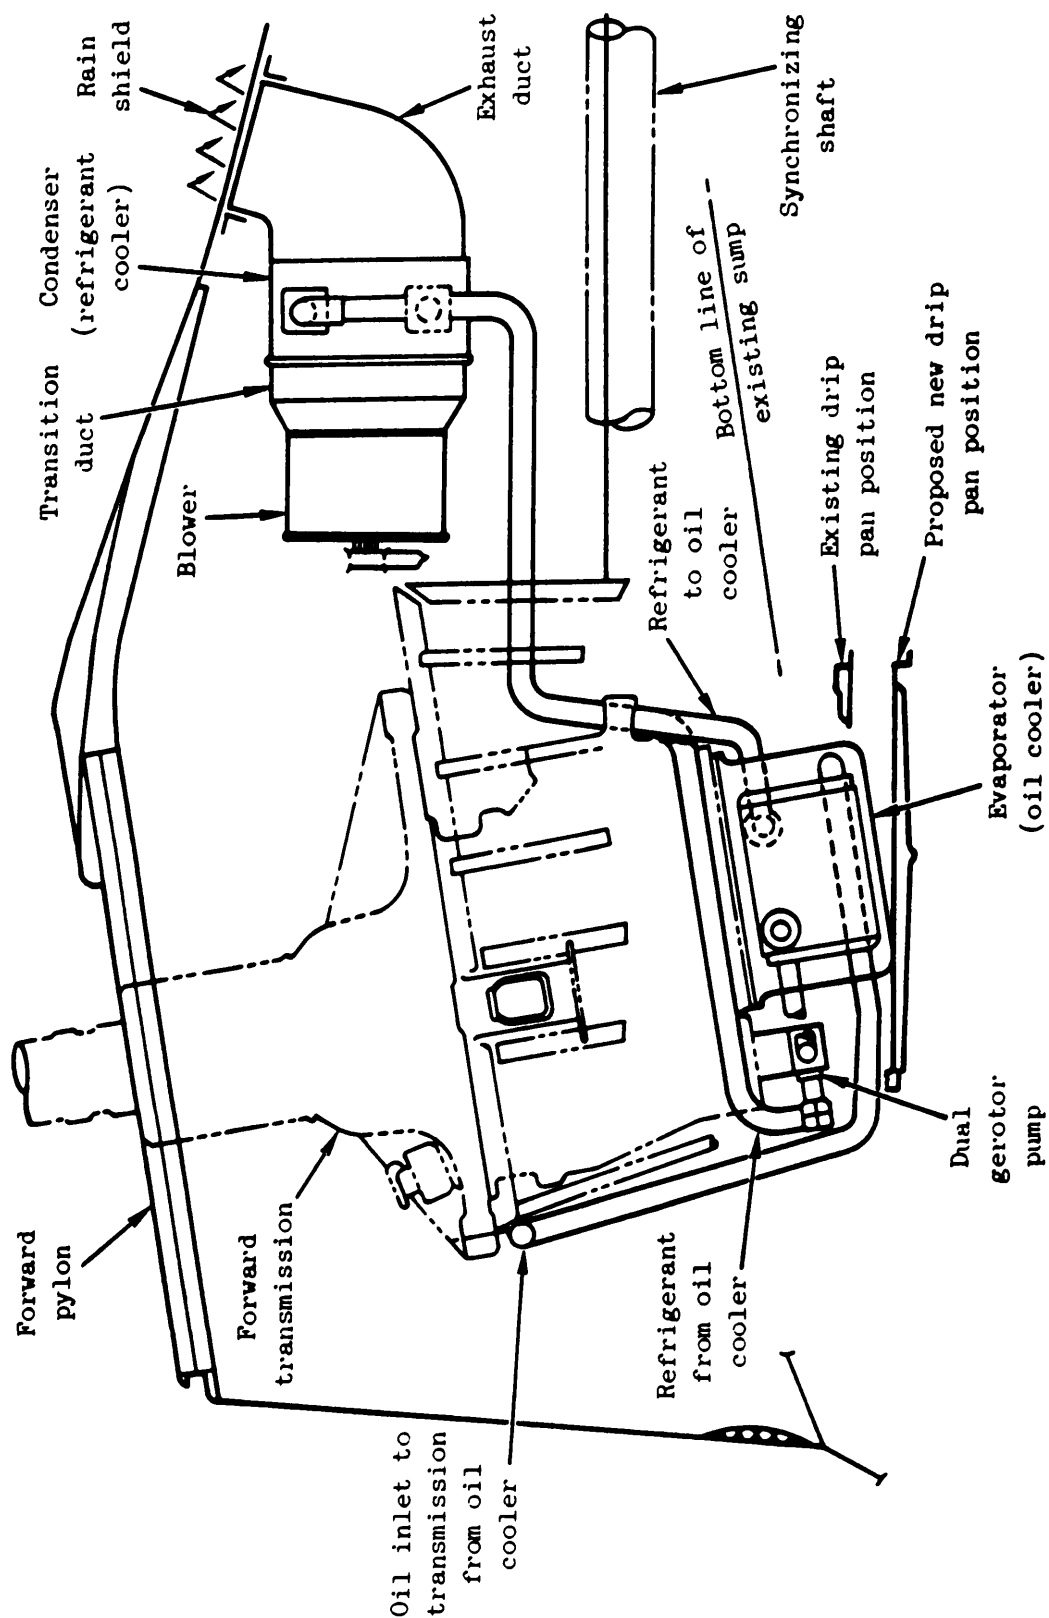 Forward
pylon
Forward
transmission
Oil inlet to
transmission
from oil
cooler
Refrigerant
from oil
cooler
Dual
gerotor
pump
Evaporator
(oil cooler)
Proposed new drip
pan position
Existing drip
pan position
Refrigerant
to oil
cooler
Bottom line of
existing sump
Synchronizing
shaft
Blower
Transition
duct
Condenser
(refrigerant
cooler)
Rain
shield
Exhaust
duct